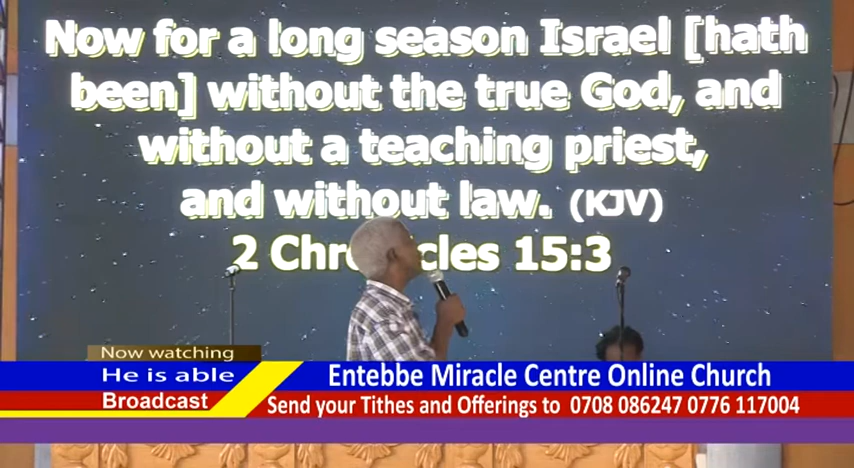 Now for a long season Israel [hath
been] without the true God, and
without a teaching priest,
and without law. (KJV)
2 Chr cles 15:3
Now watching
He is able
Broadcast
Entebbe Miracle Centre Online Church
Send your Tithes and Offerings to 0708 086247 0776 117004